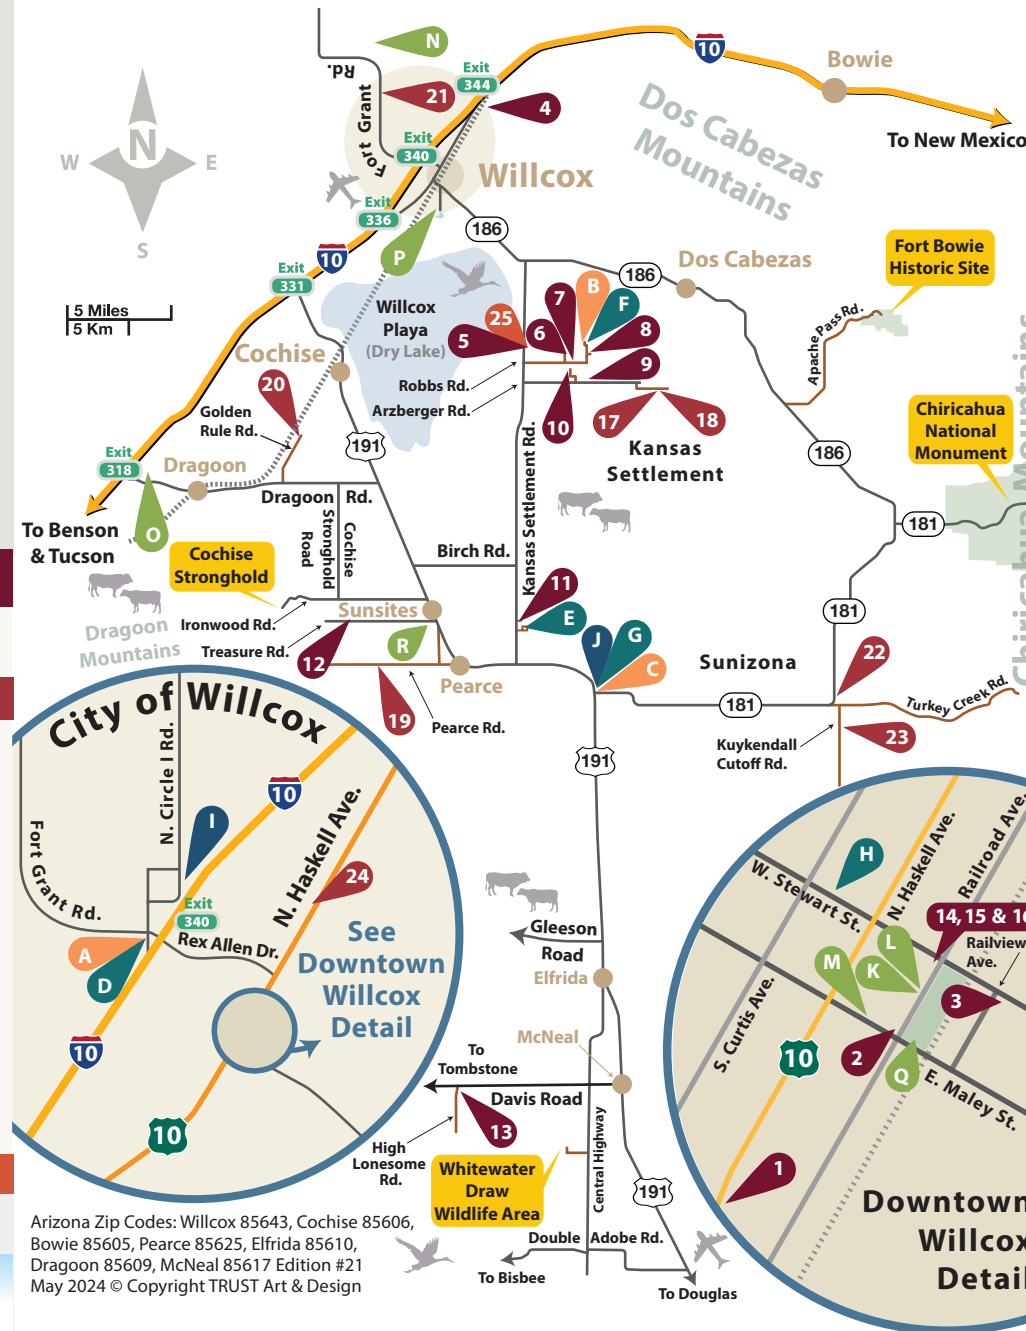 N
Exit
344
10
Bowie
Rd.
Fort Grant
21
4
Dos Cabezas
Mountains
To New Mexico
N
W
E
S
Exit
340
Willcox
Exit
336
186
10
P
Exit
331
186
Dos Cabezas
Fort Bowie
Historic Site
5 Miles
5 Km
Willcox
Playa
(Dry Lake)
7
B
F
25
6
8
5
9
Apache Pass Rd.
Cochise
Robbs Rd.
Arzberger Rd.
20
Golden
Rule Rd.
10
17
18
Chiricahua
National
Monument
Chiricahua Mountains
191
Kansas
Settlement
186
Exit
318
Dragoon
Dragoon Rd.
Kansas Settlement Rd.
181
To Benson
& Tucson
O
Stronghold
Road
Cochise
Birch Rd.
Cochise
Stronghold
11
E
181
Sunsites
Ironwood Rd.
Dragoon
Mountains
Treasure Rd.
R
J
G
C
12
Sunizona
22
Pearce
19
Pearce Rd.
181
Turkey Creek Rd.
23
Kuykendall
Cutoff Rd.
191
City of Willcox
N. Circle I Rd.
10
I
N. Haskell Ave.
Fort Grant Rd.
24
Exit
340
Rex Allen Dr.
A
D
See
Downtown
Willcox
Detail
10
10
Gleeson
Road
Elfrida
McNeal
To
Tombstone
Davis Road
13
High
Lonesome
Rd.
Central Highway
Whitewater
Draw
Wildlife Area
191
Double Adobe Rd.
To Bisbee
To Douglas
H
N. Haskell Ave.
Railroad Ave.
W. Stewart St.
14, 15 & 16
Railview
Ave.
L
M
K
3
S. Curtis Ave.
10
2
Q
E. Maley St.
1
Downtown
Willcox
Detail
Arizona Zip Codes: Willcox 85643, Cochise 85606,
Bowie 85605, Pearce 85625, Elfrida 85610,
Dragoon 85609, McNeal 85617 Edition #21
May 2024 © Copyright TRUST Art & Design